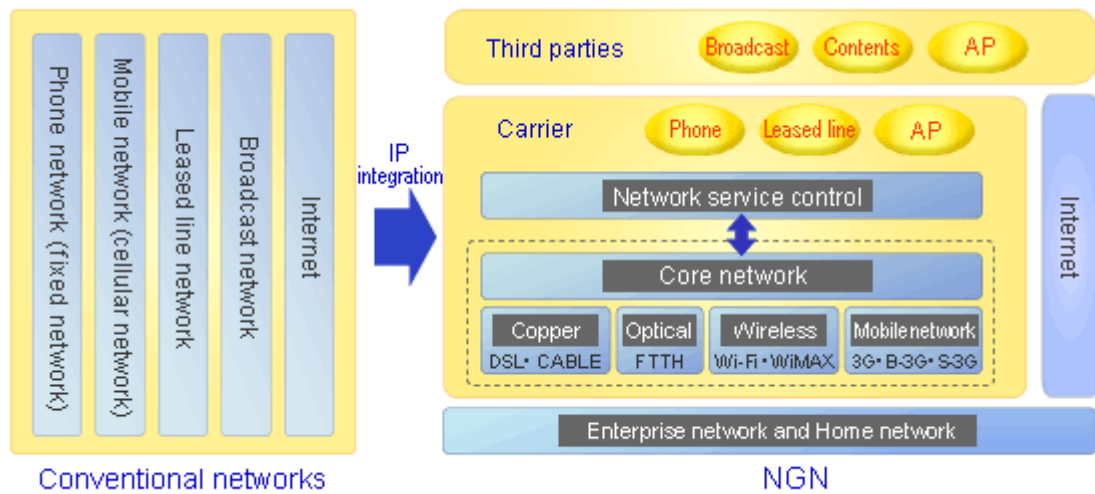 Phone network (fixed network)
Mobile network (cellular network)
Leased line network
Broadcast network
Internet
Conventional networks
IP
integration
Third parties
Broadcast
Contents
AP
Carrier
Phone
Leased line
AP
Network service control
Core network
Copper
DSL・CABLE
Optical
FTTH
Wireless
Wi-Fi・WiMAX
Mobile network
3G・B-3G・S-3G
Internet
Enterprise network and Home network
NGN